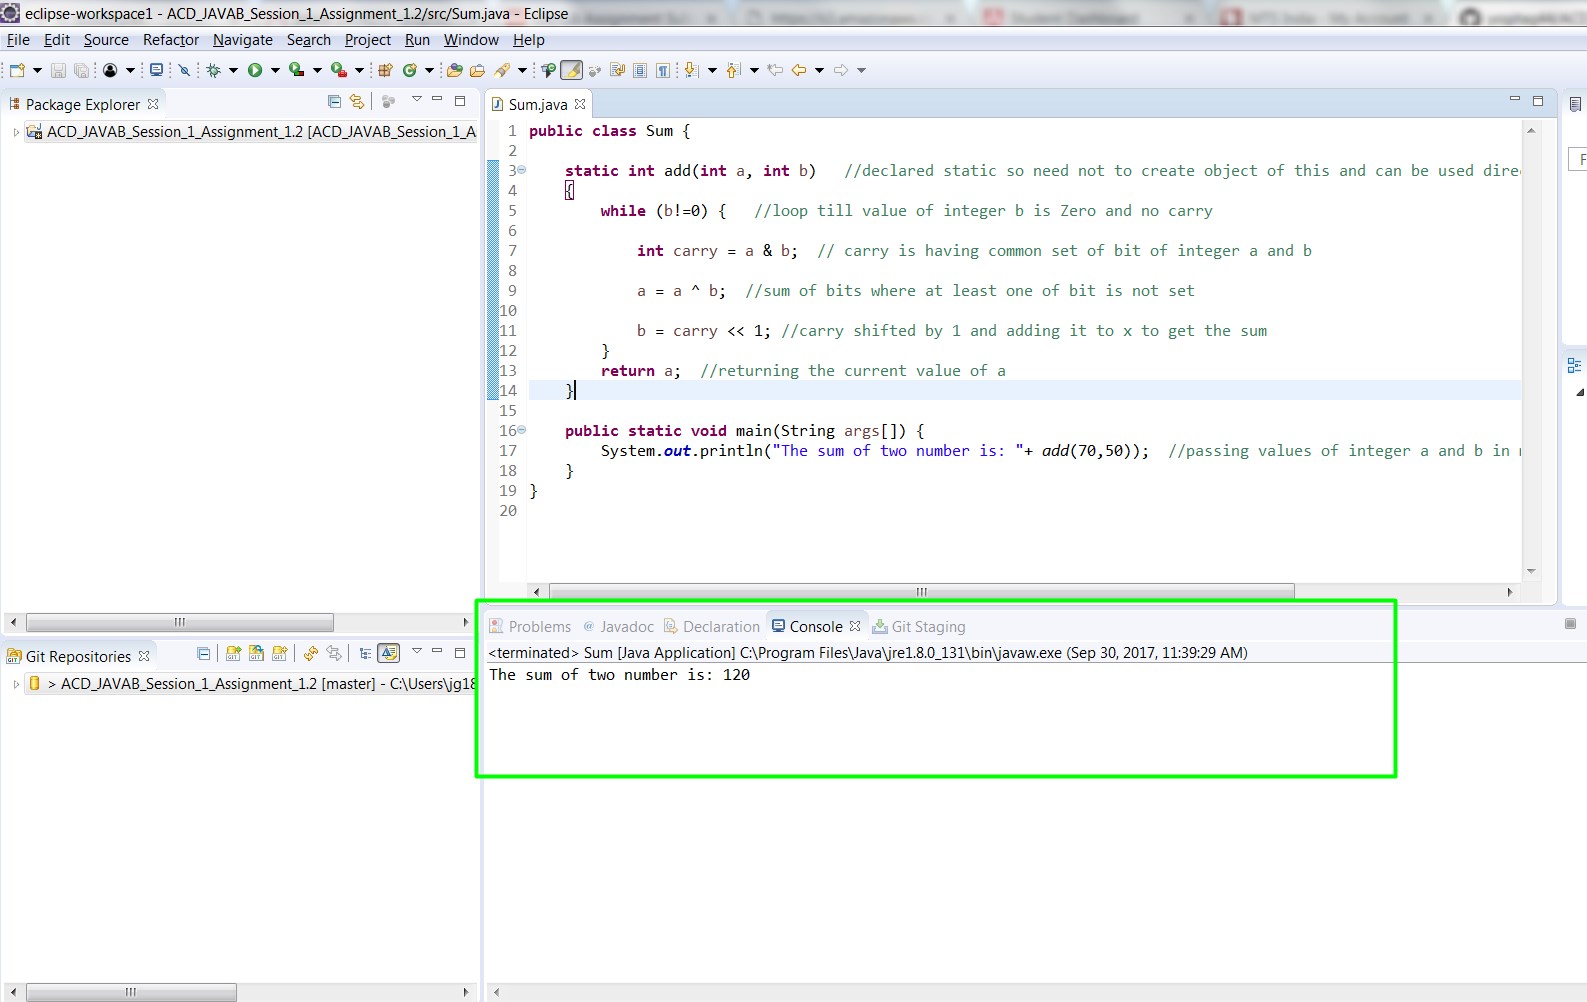 eclipse-workspace1 - ACD_JAVAB_Session_1_Assignment_1.2/src/Sum.java - Eclipse
File Edit Source Refactor Navigate Search Project Run Window Help
Package Explorer
ACD_JAVAB_Session_1_Assignment_1.2 [ACD_JAVAB_Session_1_A
Sum.java
1 public class Sum {
2
3 static int add(int a, int b) //declared static so need not to create object of this and can be used dire
4 {
5 while (b!=0) { //loop till value of integer b is Zero and no carry
6
7 int carry = a & b; // carry is having common set of bit of integer a and b
8
9 a = a ^ b; //sum of bits where at least one of bit is not set
10
11 b = carry << 1; //carry shifted by 1 and adding it to x to get the sum
12 }
13 return a; //returning the current value of a
14 }
15
16 public static void main(String args[]) {
17 System.out.println("The sum of two number is: "+ add(70,50)); //passing values of integer a and b in
18 }
19 }
20
F
Git Repositories
> ACD_JAVAB_Session_1_Assignment_1.2 [master] - C:\Users\jg18
Problems @ Javadoc Declaration Console Git Staging
<terminated> Sum [Java Application] C:\Program Files\Java\jre1.8.0_131\bin\javaw.exe (Sep 30, 2017, 11:39:29 AM)
The sum of two number is: 120